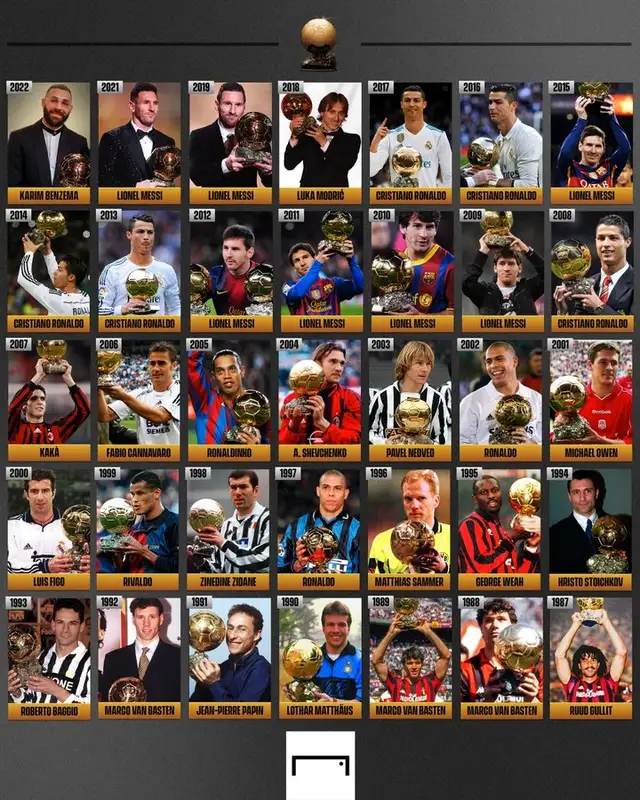 2022
2021
2019
2018
2017
2016
2015
KARIM BENZEMA
LIONEL MESSI
LIONEL MESSI
LUKA MODRIĆ
CRISTIANO RONALDO
CRISTIANO RONALDO
LIONEL MESSI
2014
2013
2012
2011
2010
2009
2008
CRISTIANO RONALDO
CRISTIANO RONALDO
LIONEL MESSI
LIONEL MESSI
LIONEL MESSI
LIONEL MESSI
CRISTIANO RONALDO
2007
2006
2005
2004
2003
2002
2001
KAKÀ
FABIO CANNAVARO
RONALDINHO
A. SHEVCHENKO
PAVEL NEDVED
RONALDO
MICHAEL OWEN
2000
1999
1998
1997
1996
1995
1994
LUIS FIGO
RIVALDO
ZINEDINE ZIDANE
RONALDO
MATTHIAS SAMMER
GEORGE WEAH
HRISTO STOICHKOV
1993
1992
1991
1990
1989
1988
1987
ROBERTO BAGGIO
MARCO VAN BASTEN
JEAN-PIERRE PAPIN
LOTHAR MATTHÄUS
MARCO VAN BASTEN
MARCO VAN BASTEN
RUUD GULLIT